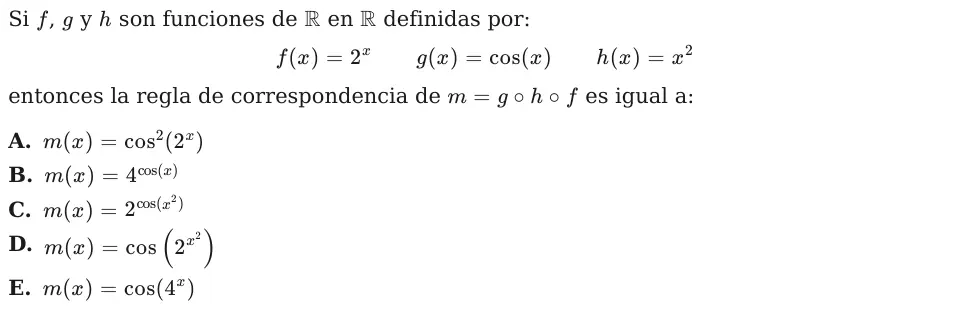 Si f, g y h son funciones de ℝ en ℝ definidas por:
f(x) = 2^x g(x) = cos(x) h(x) = x^2
entonces la regla de correspondencia de m = g ∘ h ∘ f es igual a:
A. m(x) = cos^2(2^x)
B. m(x) = 4^{cos(x)}
C. m(x) = 2^{cos(x^2)}
D. m(x) = cos (2^{x^2})
E. m(x) = cos(4^x)